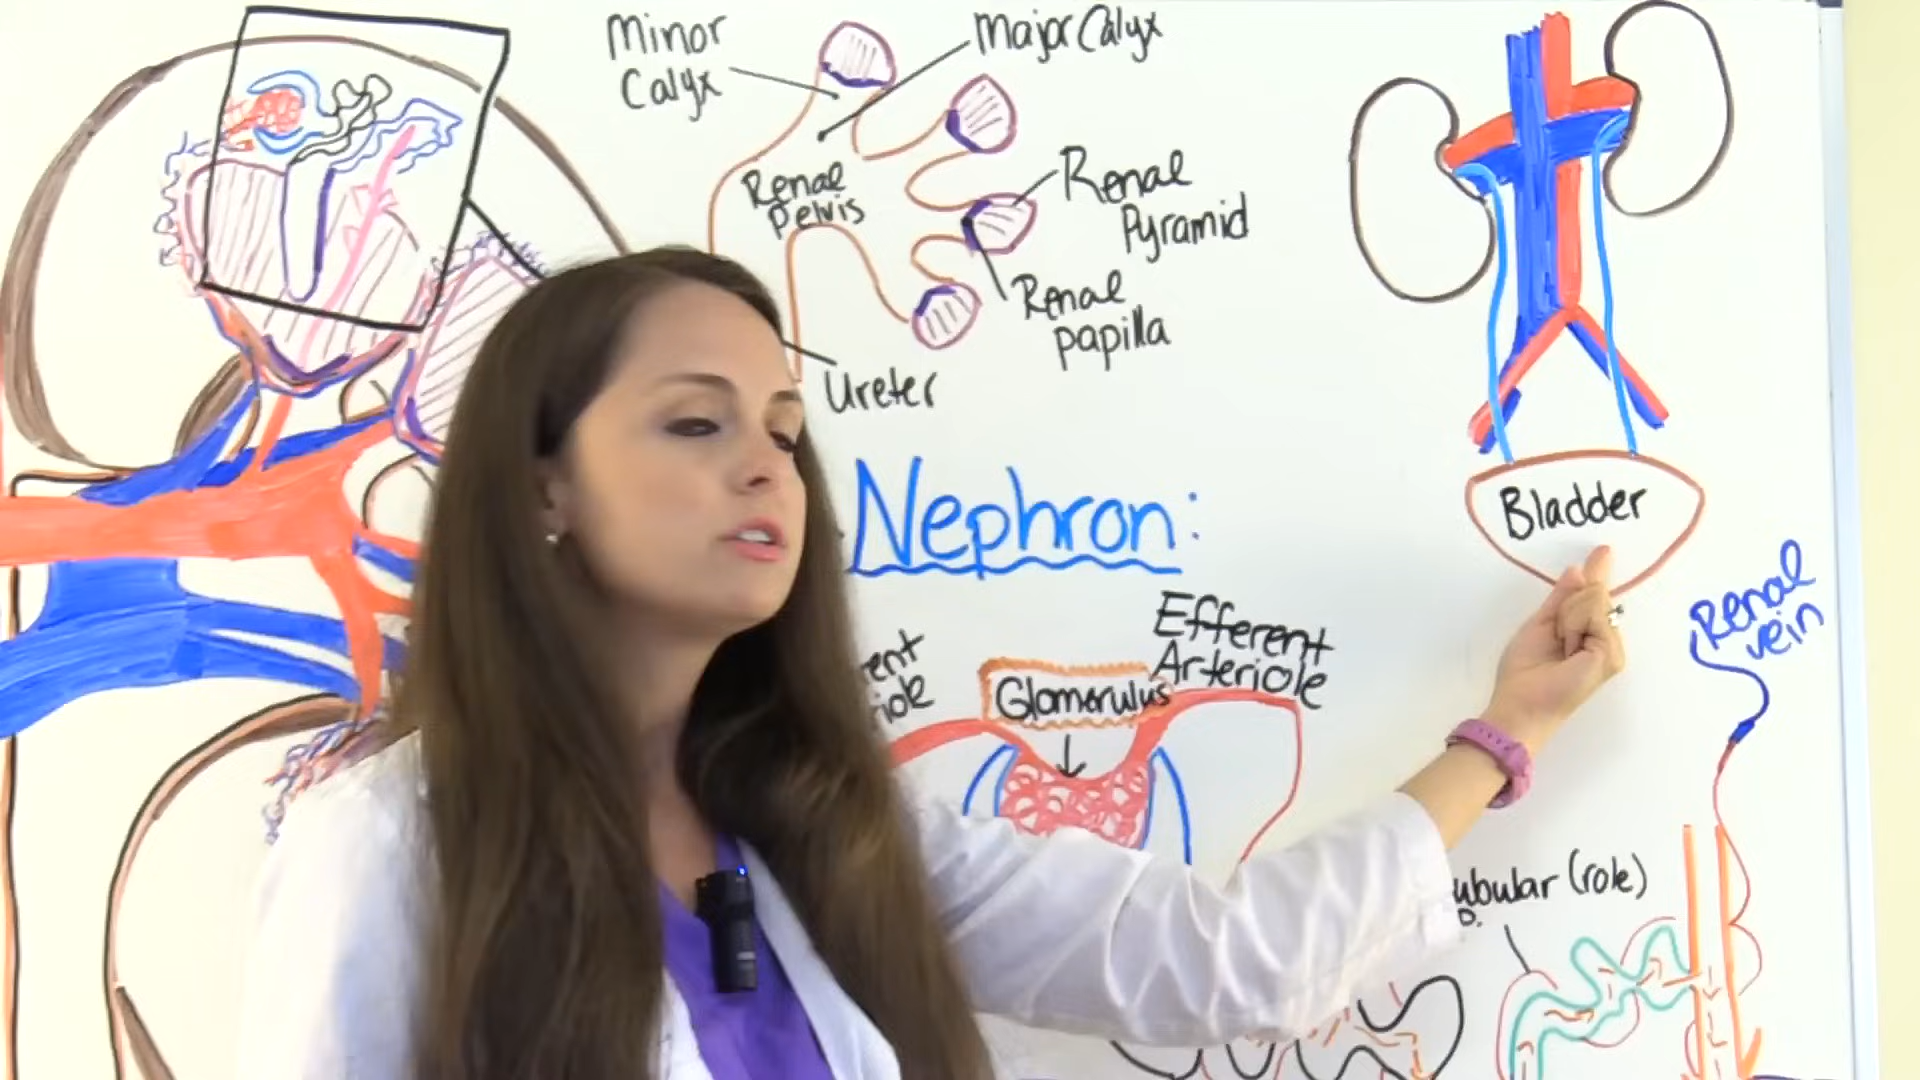 Minor
Calyx
Major Calyx
Renal
Pelvis
Renal
Pyramid
Renal
papilla
Ureter
Nephron:
Bladder
Renal
vein
Efferent
Arteriole
Glomerulus
(role)